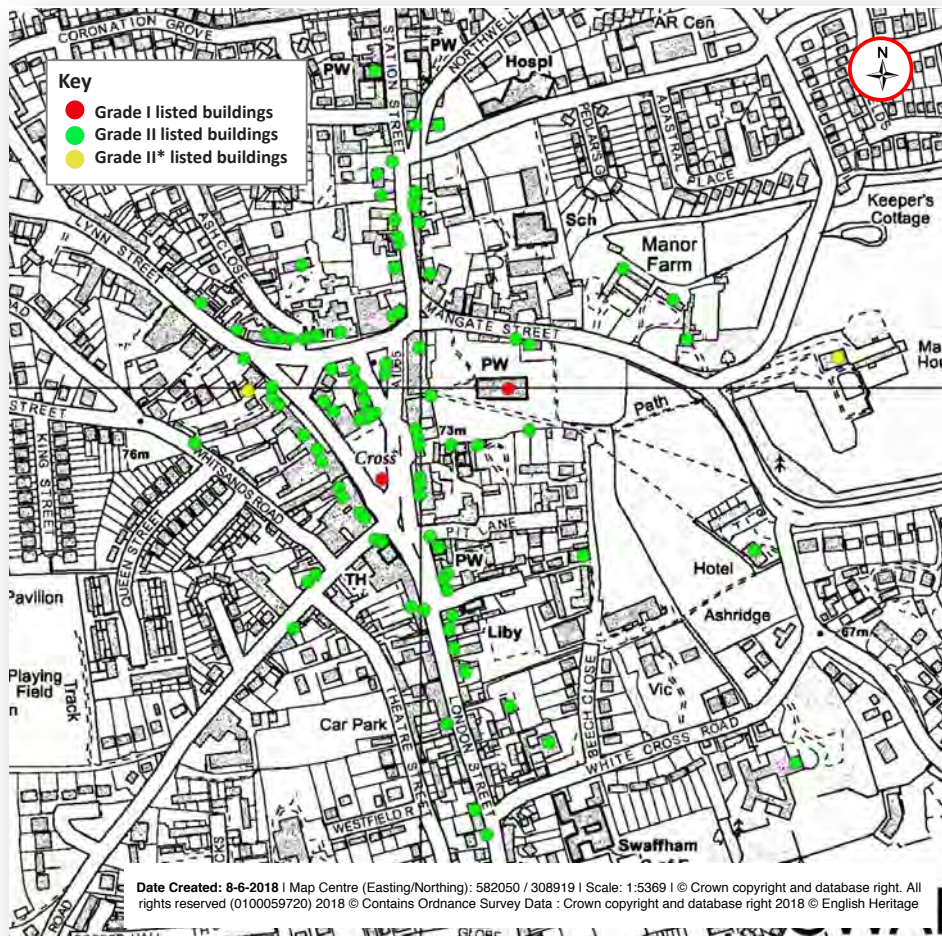 CORONATION GROVE
STATION STREET
PW
PW
NORTHWELL
AR Cen
Hospl
N
Key
Grade I listed buildings
Grade II listed buildings
Grade II* listed buildings
PEDLARS G
ADASTRAL
PLACE
Keeper's
Cottage
LYNN STREET
ASH CLOSE
Sch
Manor
Farm
MANGATE STREET
A1065
PW
Path
STREET
KING STREET
76m
WHITSANDS ROAD
73m
Cross
QUEEN STREET
PIT LANE
PW
TH
Hotel
Pavilion
Ashridge
Liby
67m
Playing
Field
Track
Car Park
THEATRE STREET
LONDON STREET
BEECH CLOSE
Vic
WHITE CROSS ROAD
WESTFIELD R
Swaffham
ROAD
Date Created: 8-6-2018 | Map Centre (Easting/Northing): 582050 / 308919 | Scale: 1:5369 | © Crown copyright and database right. All
rights reserved (0100059720) 2018 © Contains Ordnance Survey Data : Crown copyright and database right 2018 © English Heritage